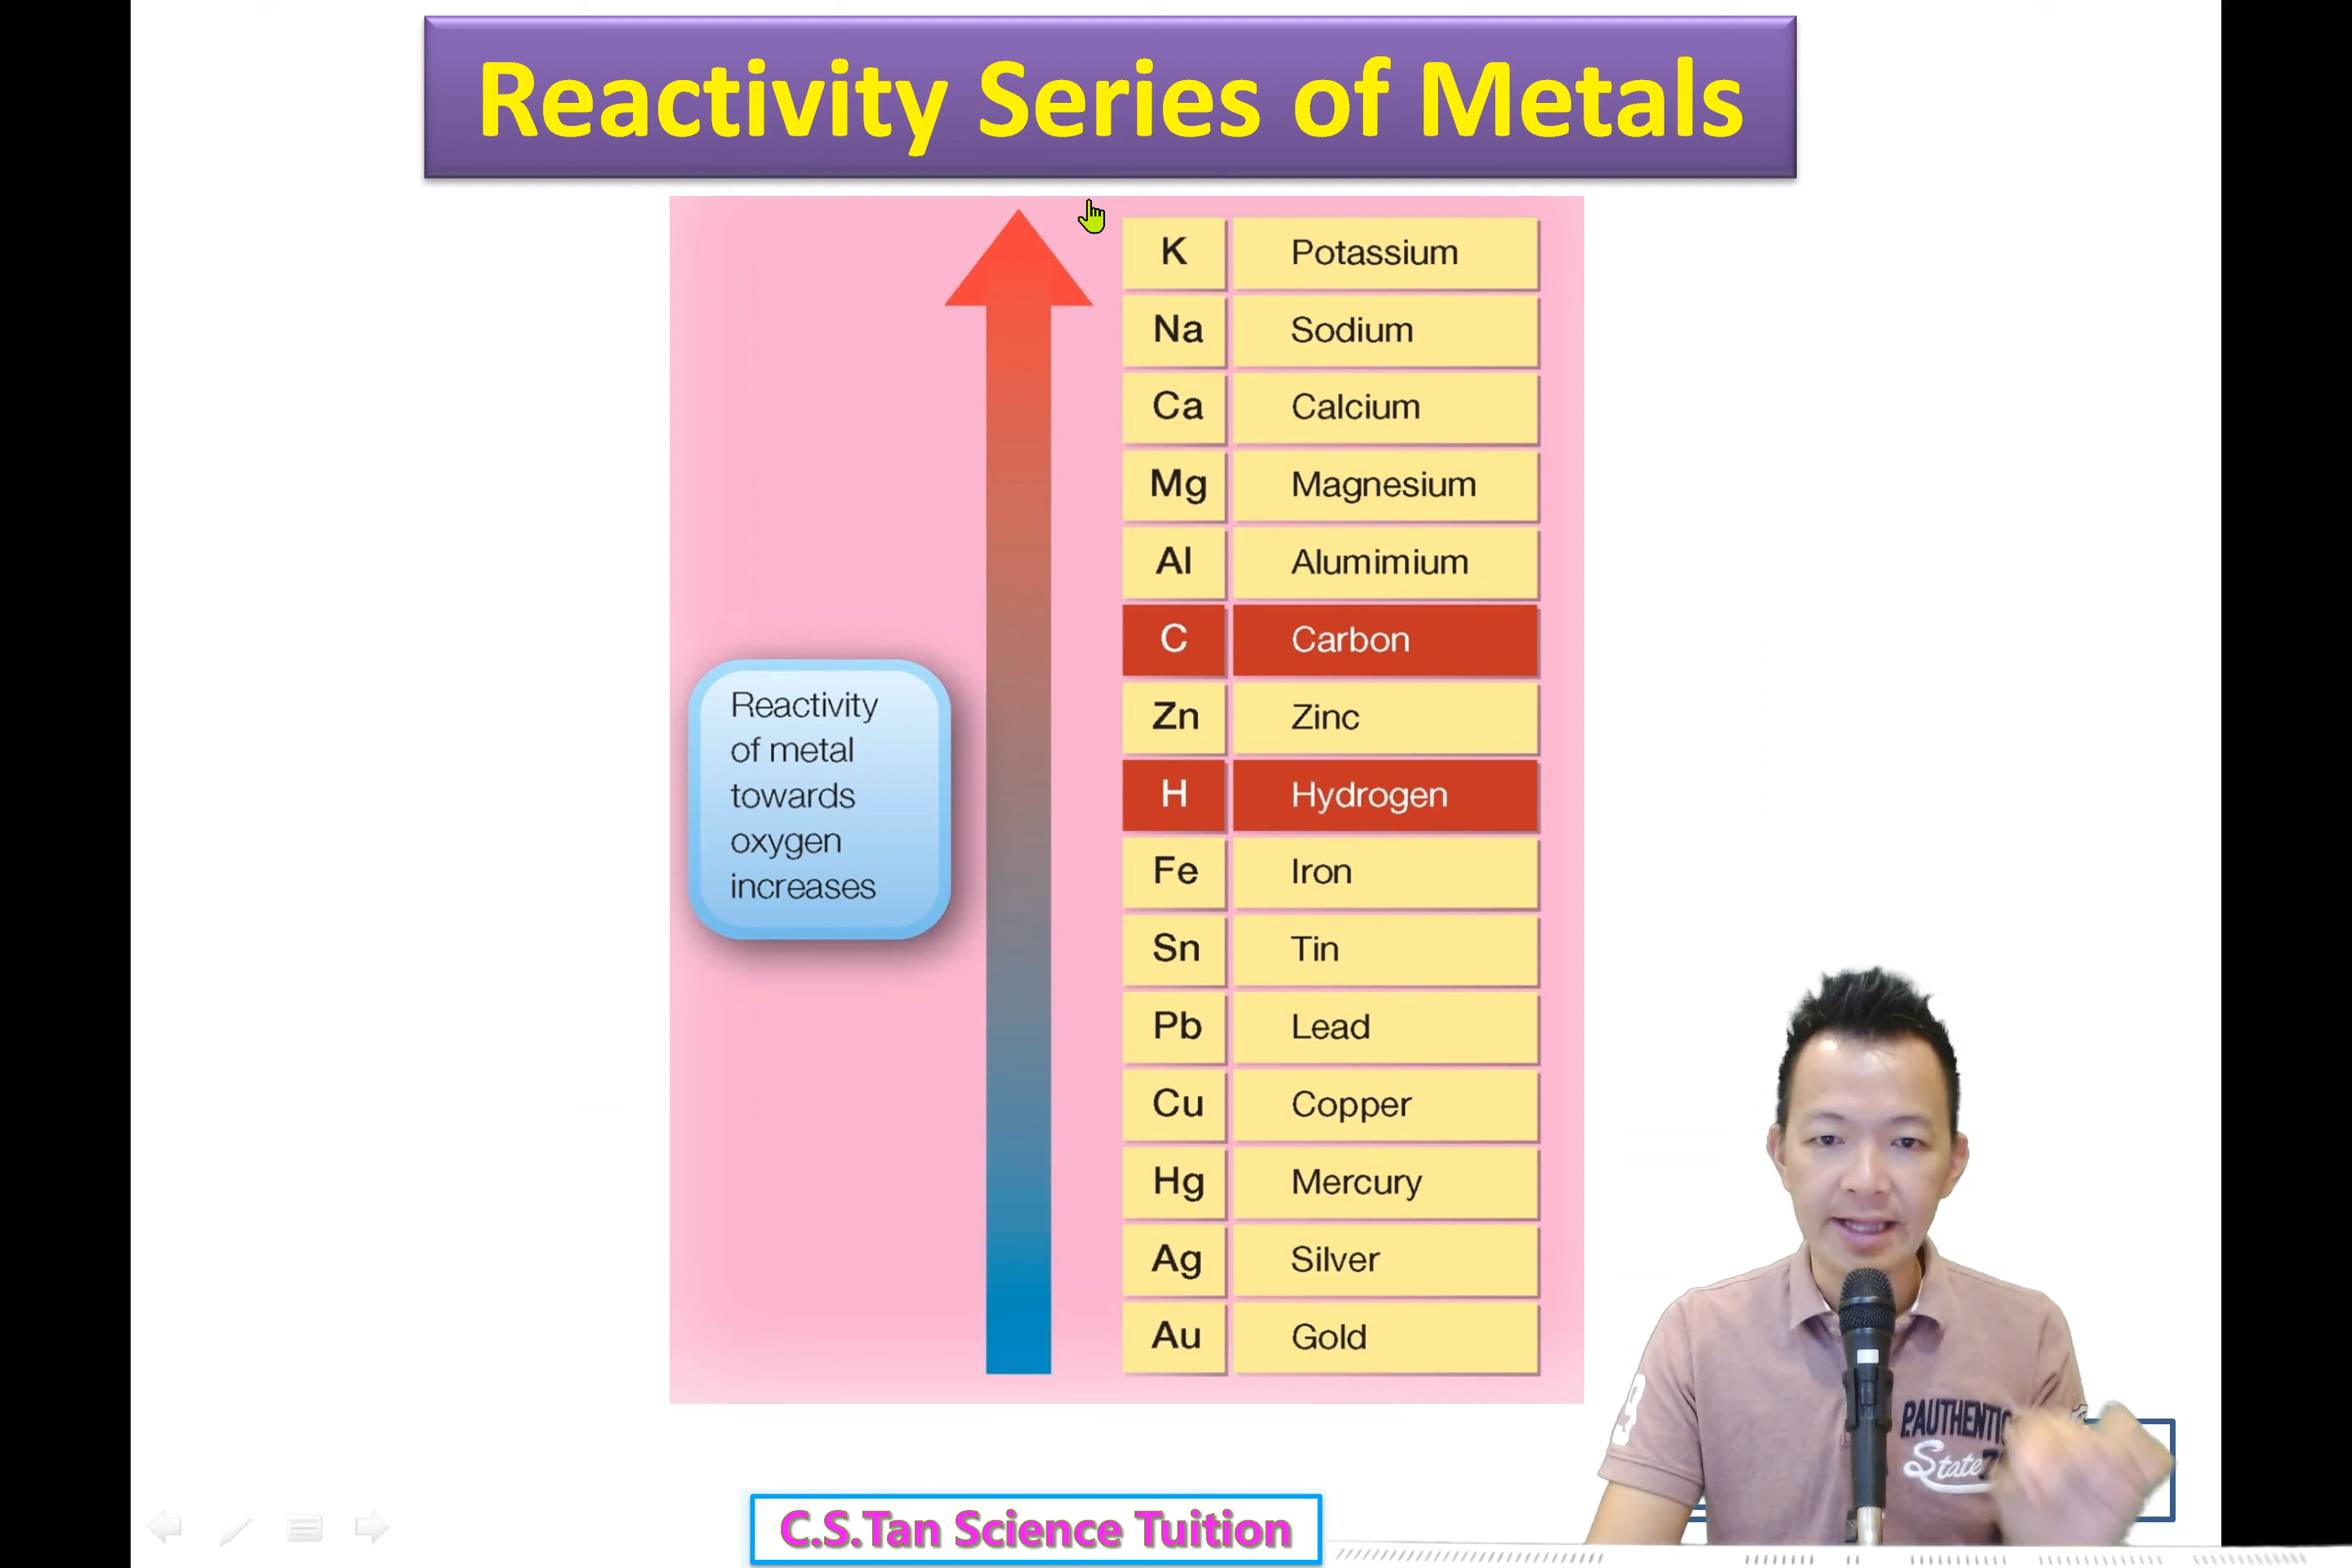 Reactivity Series of Metals
K Potassium
Na Sodium
Ca Calcium
Mg Magnesium
Al Alumimium
C Carbon
Zn Zinc
H Hydrogen
Fe Iron
Sn Tin
Pb Lead
Cu Copper
Hg Mercury
Ag Silver
Au Gold
Reactivity
of metal
towards
oxygen
increases
C.S.Tan Science Tuition
State